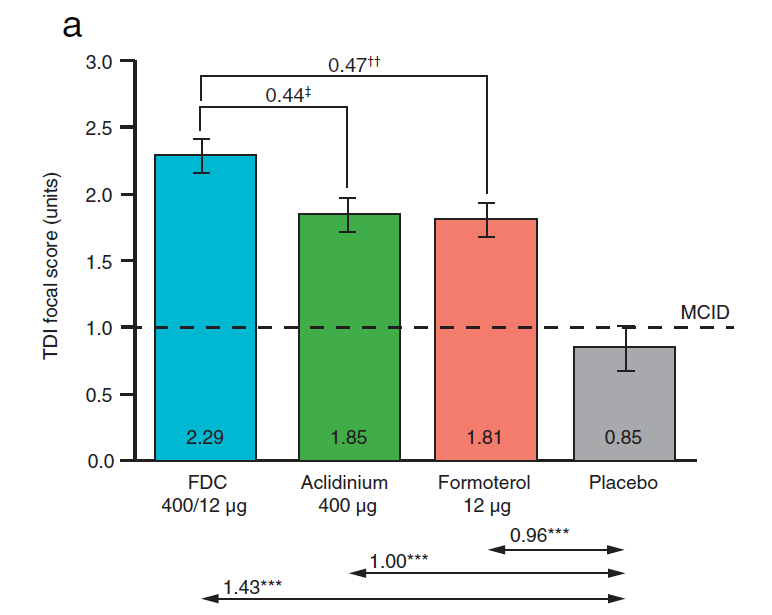 a
3.0
2.5
2.0
1.5
1.0
0.5
0.0
TDI focal score (units)
0.47††
0.44‡
MCID
2.29
1.85
1.81
0.85
FDC
400/12 µg
Aclidinium
400 µg
Formoterol
12 µg
Placebo
0.96***
1.00***
1.43***